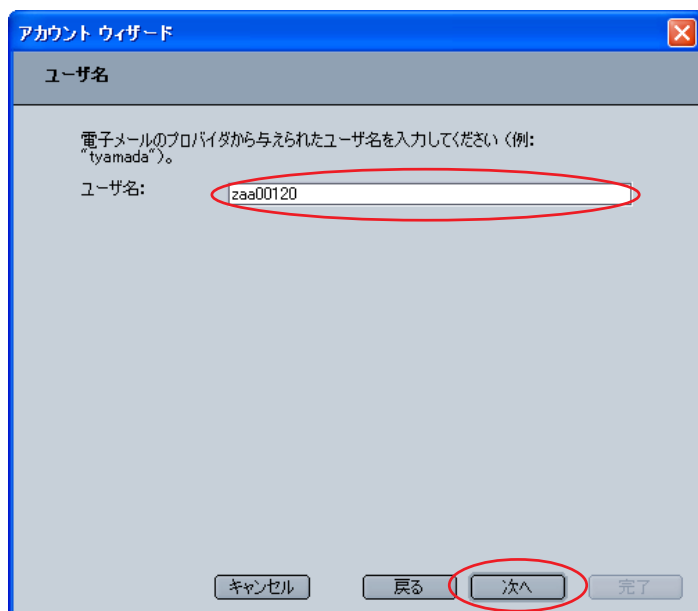 アカウント ウィザード
ユーザ名
電子メールのプロバイダから与えられたユーザ名を入力してください (例:
"tyamada")。
ユーザ名: zaa00120
キャンセル 戻る 次へ 完了